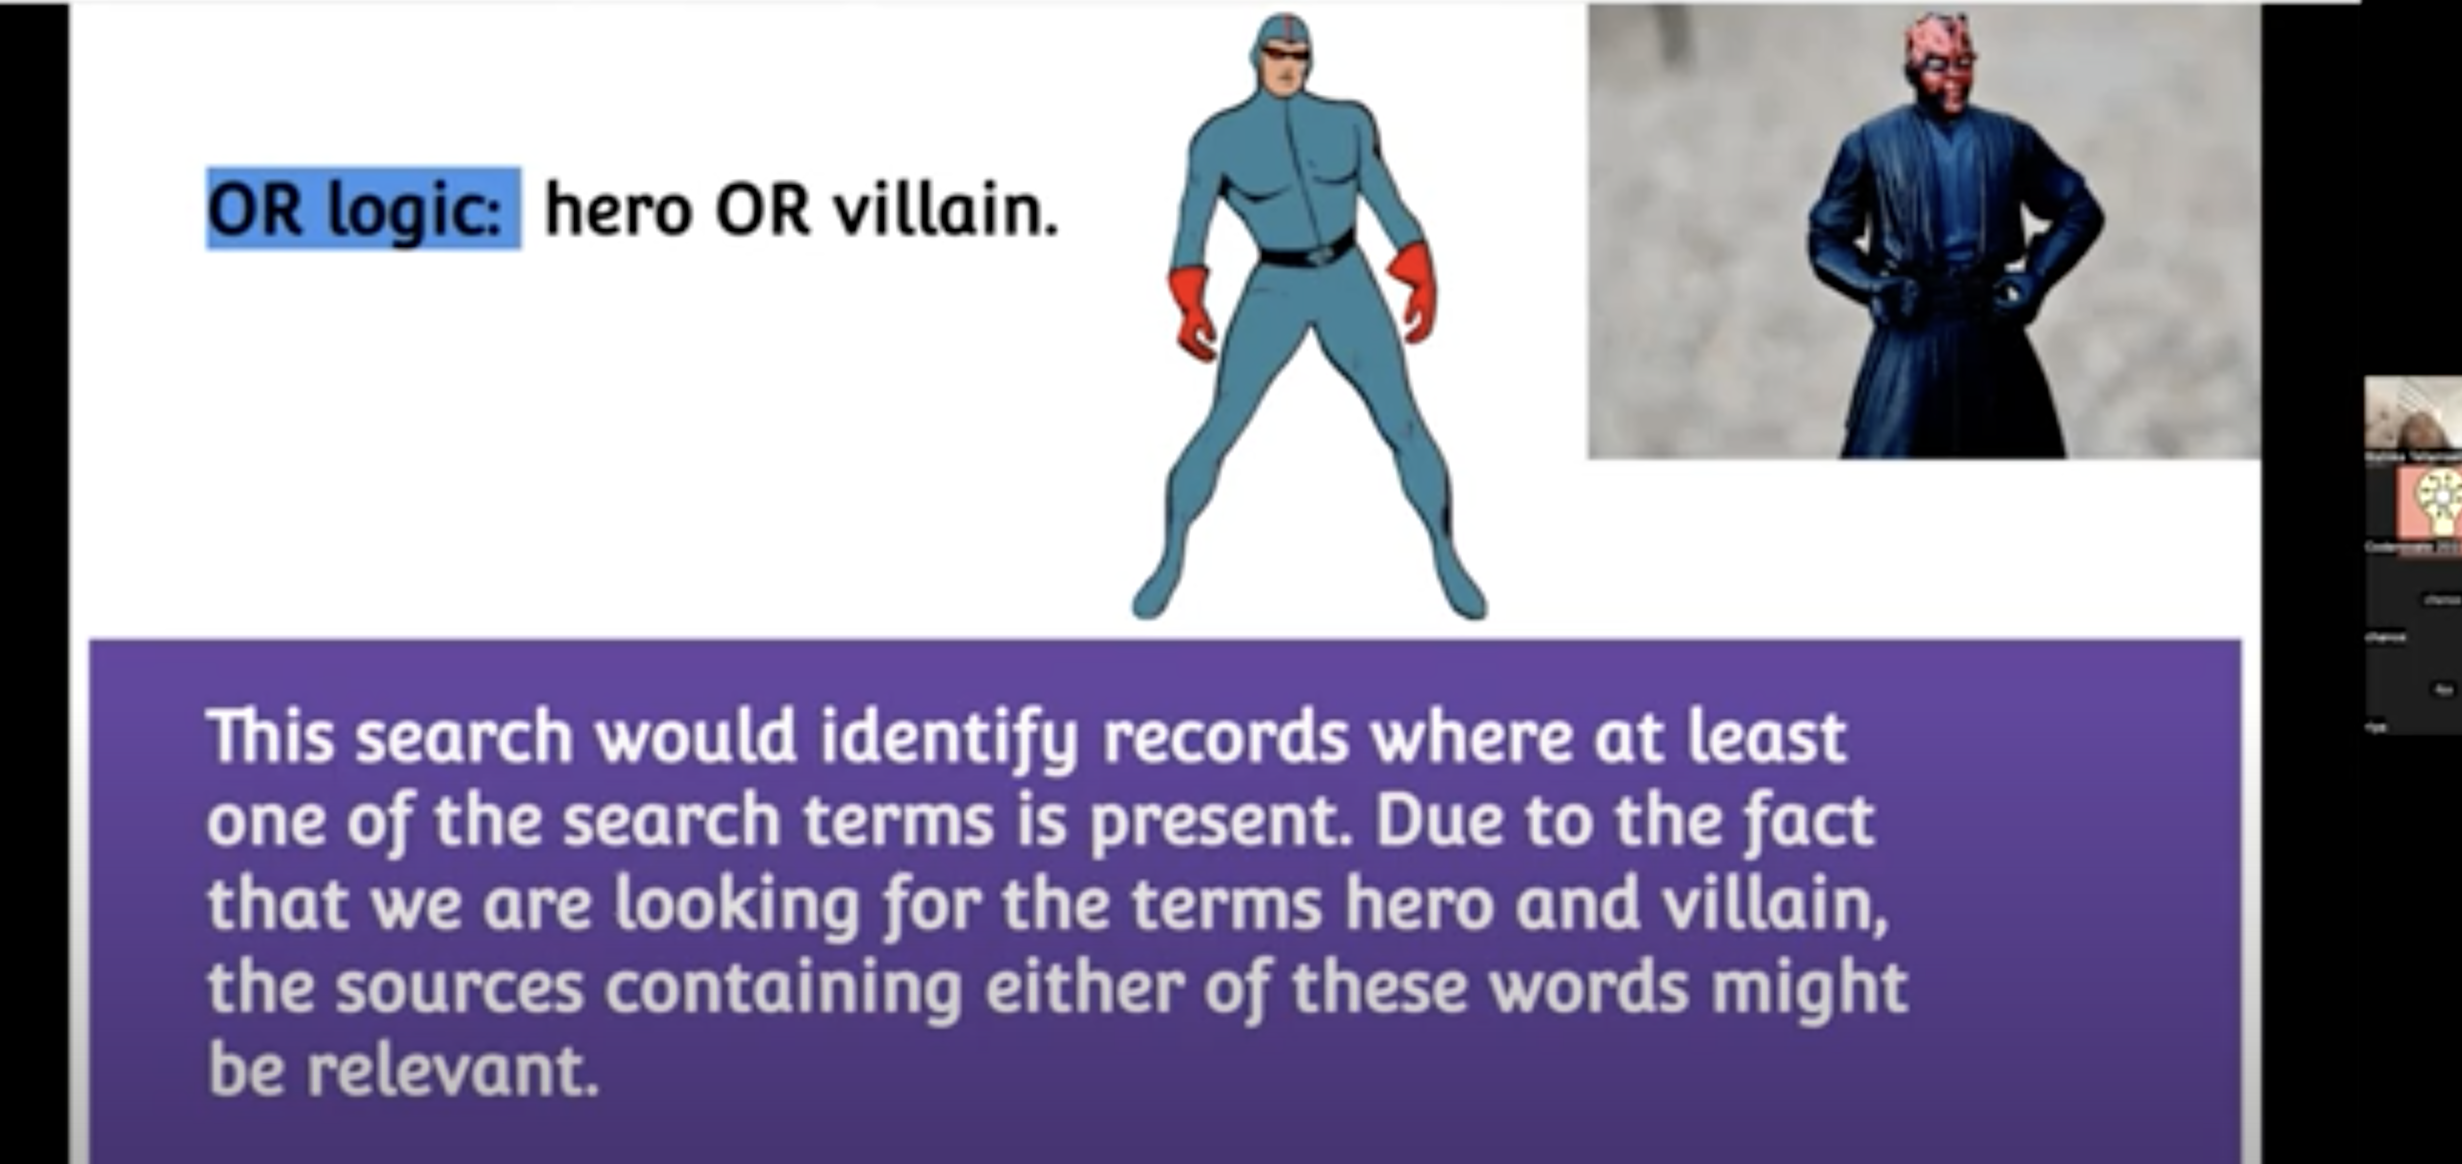 OR logic: hero OR villain.
This search would identify records where at least
one of the search terms is present. Due to the fact
that we are looking for the terms hero and villain,
the sources containing either of these words might
be relevant.